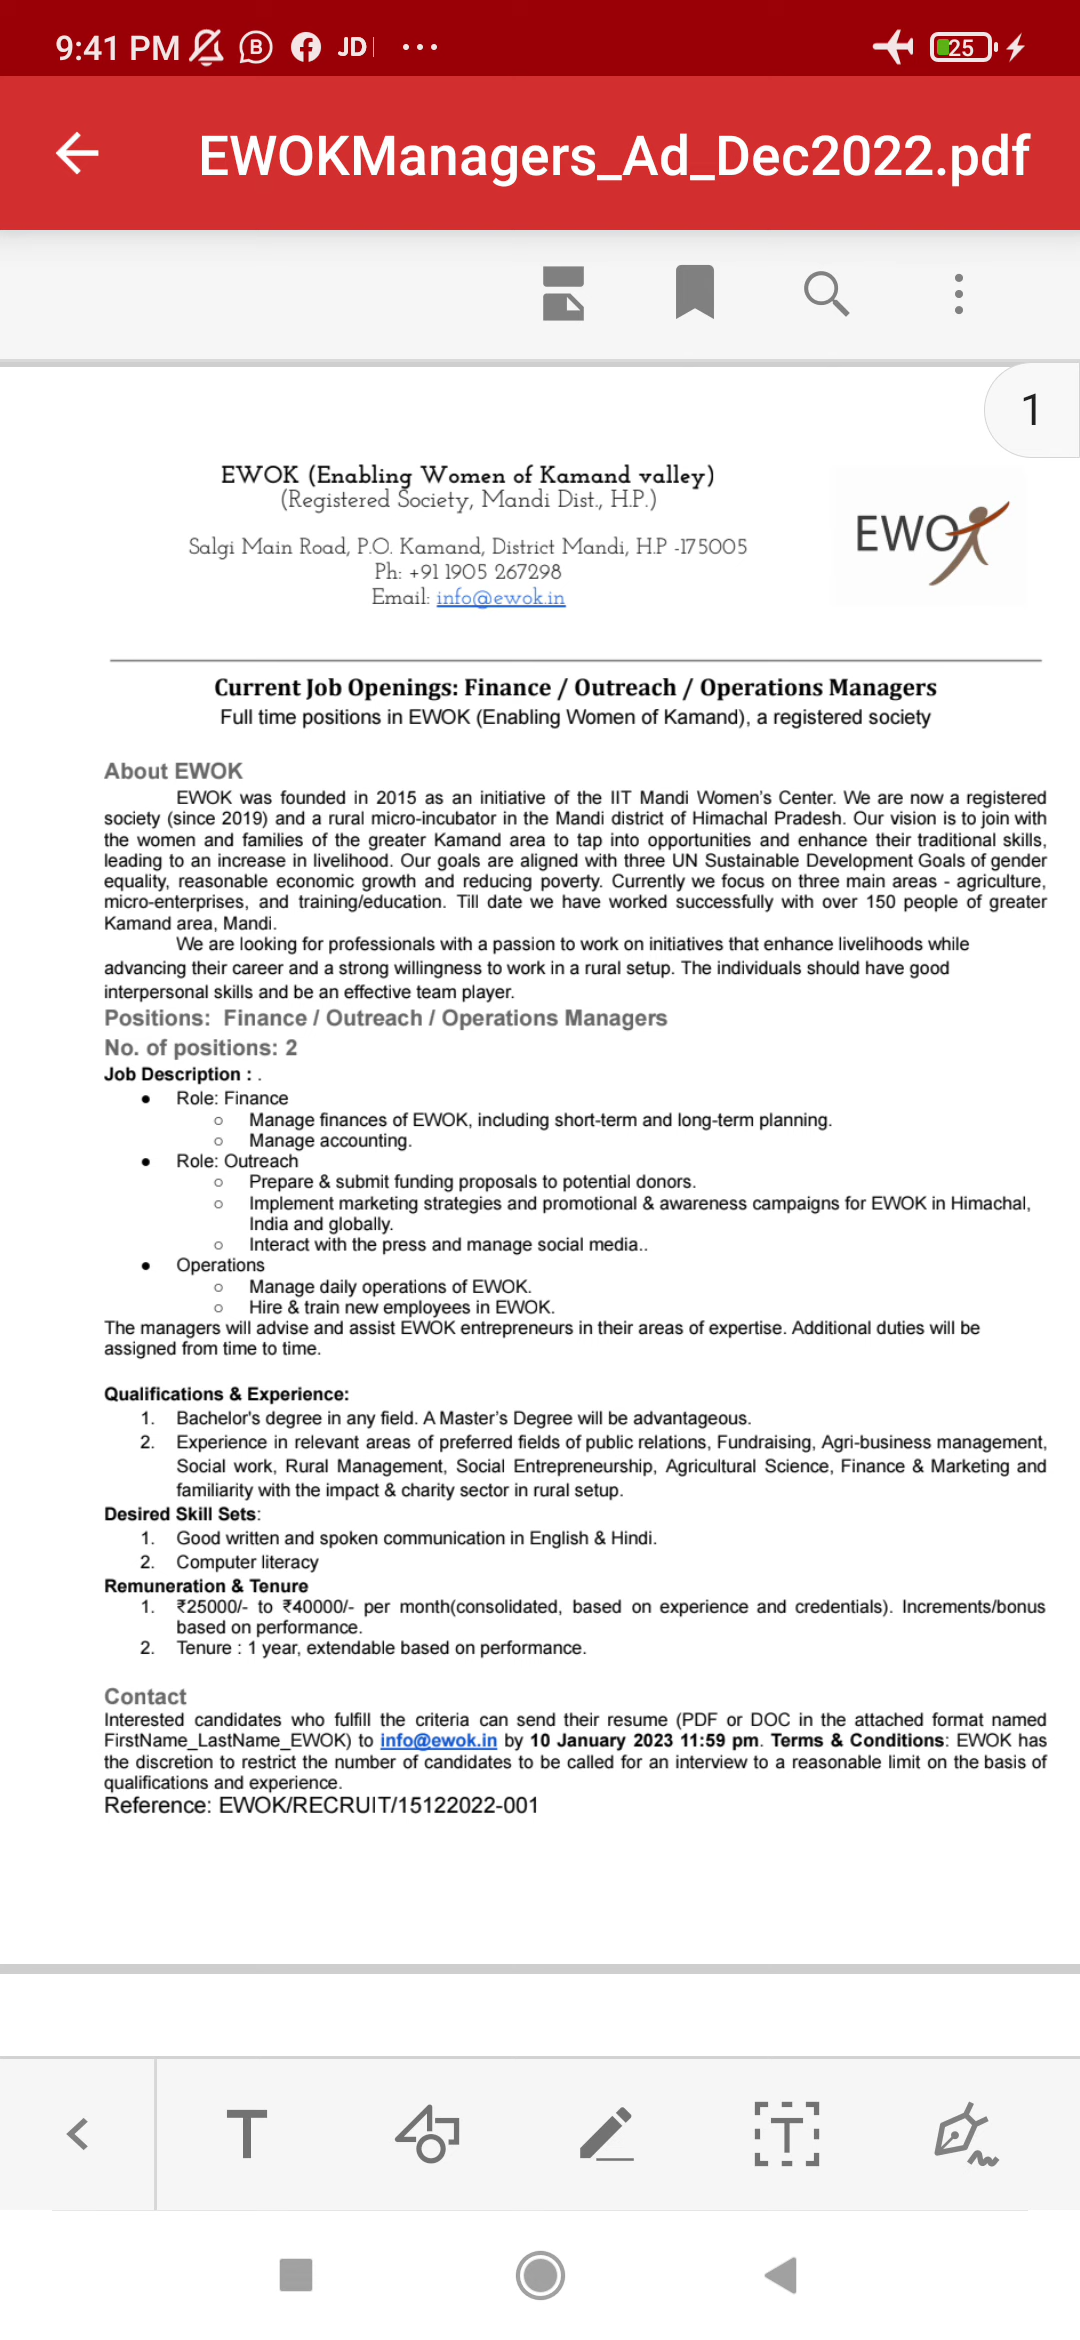 9:41 PM B JD 25
EWOKManagers_Ad_Dec2022.pdf
1
EWOK (Enabling Women of Kamand valley)
(Registered Society, Mandi Dist., H.P.)
Salgi Main Road, P.O. Kamand, District Mandi, H.P -175005
Ph: +91 1905 267298
Email: info@ewok.in
EWOK
Current Job Openings: Finance / Outreach / Operations Managers
Full time positions in EWOK (Enabling Women of Kamand), a registered society
About EWOK
EWOK was founded in 2015 as an initiative of the IIT Mandi Women's Center. We are now a registered
society (since 2019) and a rural micro-incubator in the Mandi district of Himachal Pradesh. Our vision is to join with
the women and families of the greater Kamand area to tap into opportunities and enhance their traditional skills,
leading to an increase in livelihood. Our goals are aligned with three UN Sustainable Development Goals of gender
equality, reasonable economic growth and reducing poverty. Currently we focus on three main areas - agriculture,
micro-enterprises, and training/education. Till date we have worked successfully with over 150 people of greater
Kamand area, Mandi.
We are looking for professionals with a passion to work on initiatives that enhance livelihoods while
advancing their career and a strong willingness to work in a rural setup. The individuals should have good
interpersonal skills and be an effective team player.
Positions: Finance / Outreach / Operations Managers
No. of positions: 2
Job Description : .
● Role: Finance
○ Manage finances of EWOK, including short-term and long-term planning.
○ Manage accounting.
● Role: Outreach
○ Prepare & submit funding proposals to potential donors.
○ Implement marketing strategies and promotional & awareness campaigns for EWOK in Himachal,
India and globally.
○ Interact with the press and manage social media..
● Operations
○ Manage daily operations of EWOK.
○ Hire & train new employees in EWOK.
The managers will advise and assist EWOK entrepreneurs in their areas of expertise. Additional duties will be
assigned from time to time.
Qualifications & Experience:
1. Bachelor's degree in any field. A Master's Degree will be advantageous.
2. Experience in relevant areas of preferred fields of public relations, Fundraising, Agri-business management,
Social work, Rural Management, Social Entrepreneurship, Agricultural Science, Finance & Marketing and
familiarity with the impact & charity sector in rural setup.
Desired Skill Sets:
1. Good written and spoken communication in English & Hindi.
2. Computer literacy
Remuneration & Tenure
1. ₹25000/- to ₹40000/- per month(consolidated, based on experience and credentials). Increments/bonus
based on performance.
2. Tenure : 1 year, extendable based on performance.
Contact
Interested candidates who fulfill the criteria can send their resume (PDF or DOC in the attached format named
FirstName_LastName_EWOK) to info@ewok.in by 10 January 2023 11:59 pm. Terms & Conditions: EWOK has
the discretion to restrict the number of candidates to be called for an interview to a reasonable limit on the basis of
qualifications and experience.
Reference: EWOK/RECRUIT/15122022-001